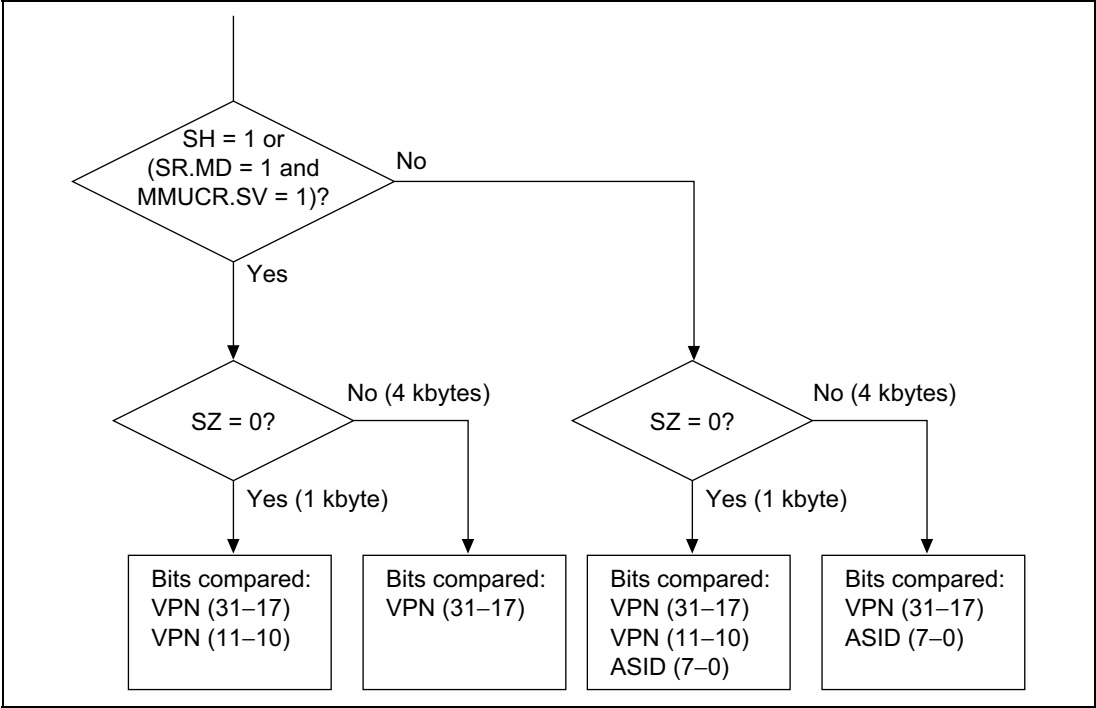 SH = 1 or
(SR.MD = 1 and
MMUCR.SV = 1)?
No
Yes
SZ = 0?
No (4 kbytes)
Yes (1 kbyte)
SZ = 0?
No (4 kbytes)
Yes (1 kbyte)
Bits compared:
VPN (31–17)
VPN (11–10)
Bits compared:
VPN (31–17)
Bits compared:
VPN (31–17)
VPN (11–10)
ASID (7–0)
Bits compared:
VPN (31–17)
ASID (7–0)